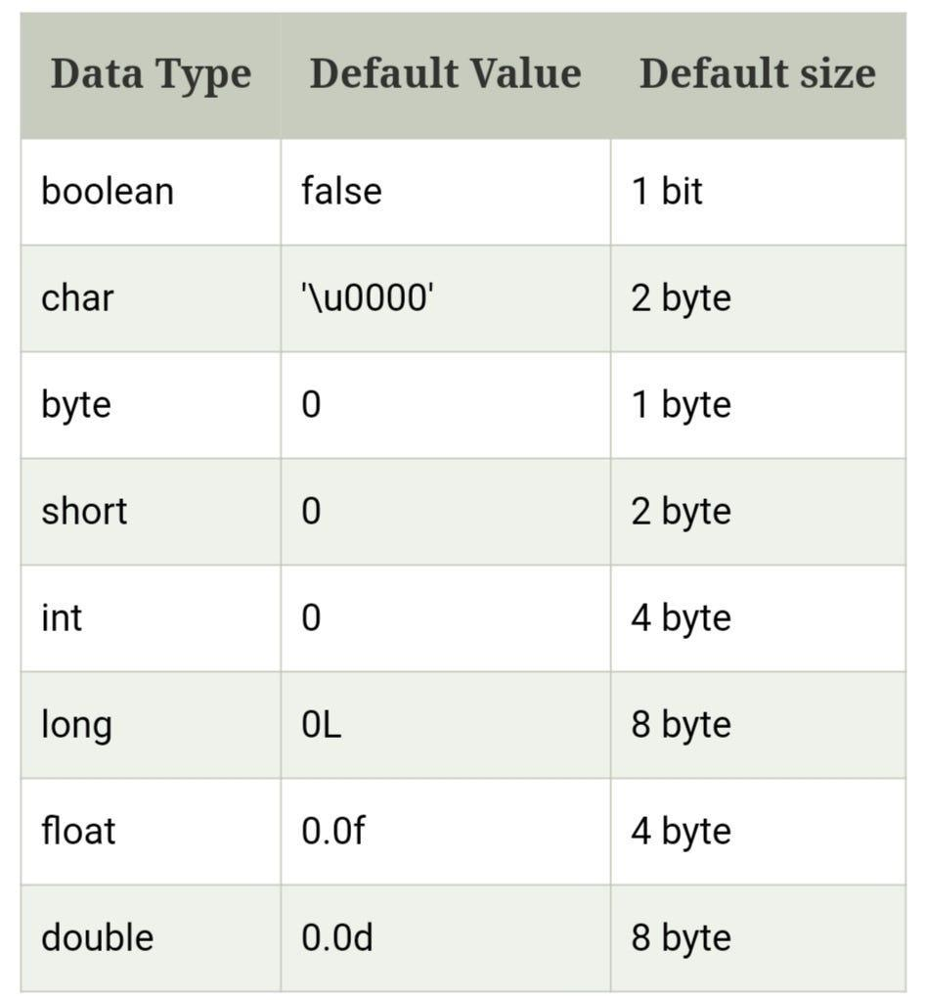 Data Type Default Value Default size
boolean false 1 bit
char '\u0000' 2 byte
byte 0 1 byte
short 0 2 byte
int 0 4 byte
long 0L 8 byte
float 0.0f 4 byte
double 0.0d 8 byte